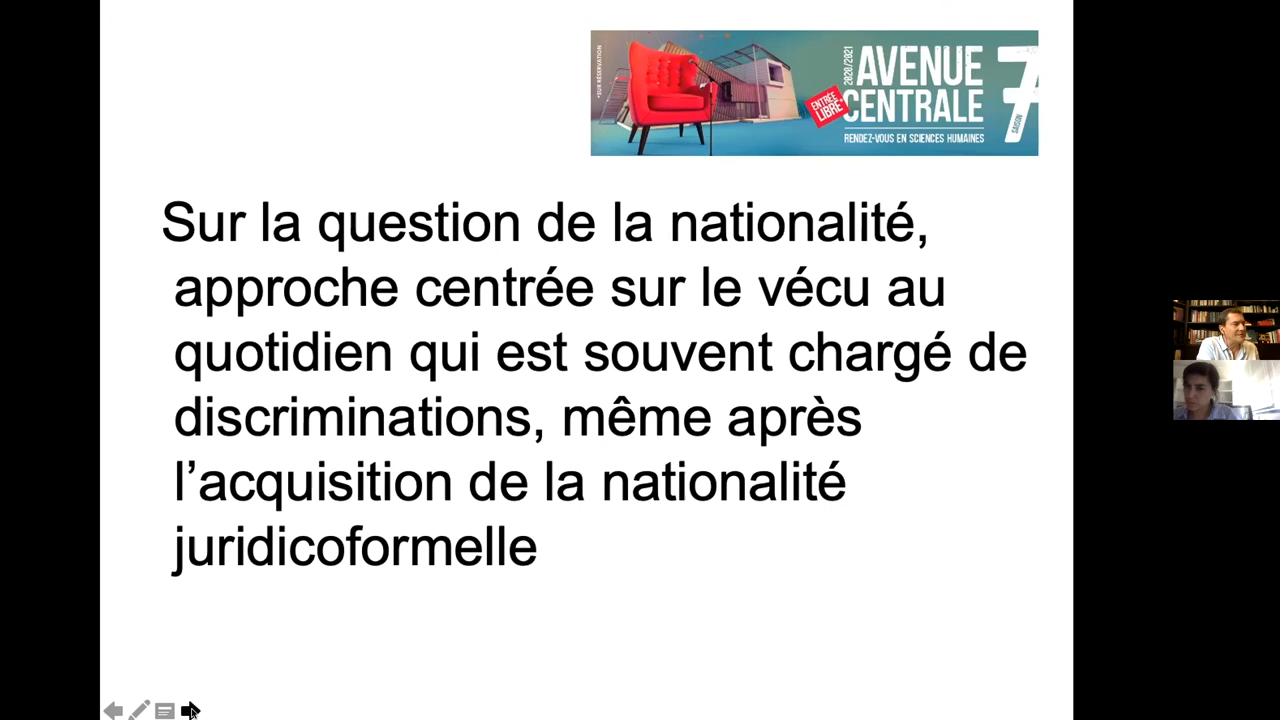 *SUR RÉSERVATION
2020/2021
AVENUE
CENTRALE
ENTRÉE
LIBRE*
RENDEZ-VOUS EN SCIENCES HUMAINES
SAISON
7
Sur la question de la nationalité,
approche centrée sur le vécu au
quotidien qui est souvent chargé de
discriminations, même après
l’acquisition de la nationalité
juridicoformelle